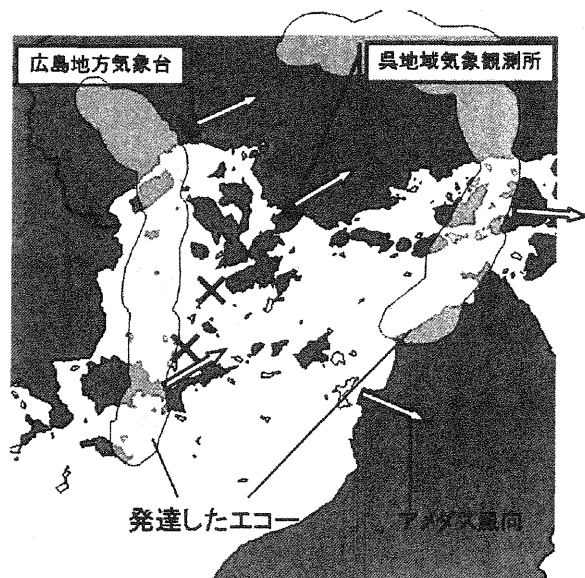 広島地方気象台
呉地域気象観測所
発達したエコー
アメダス風向